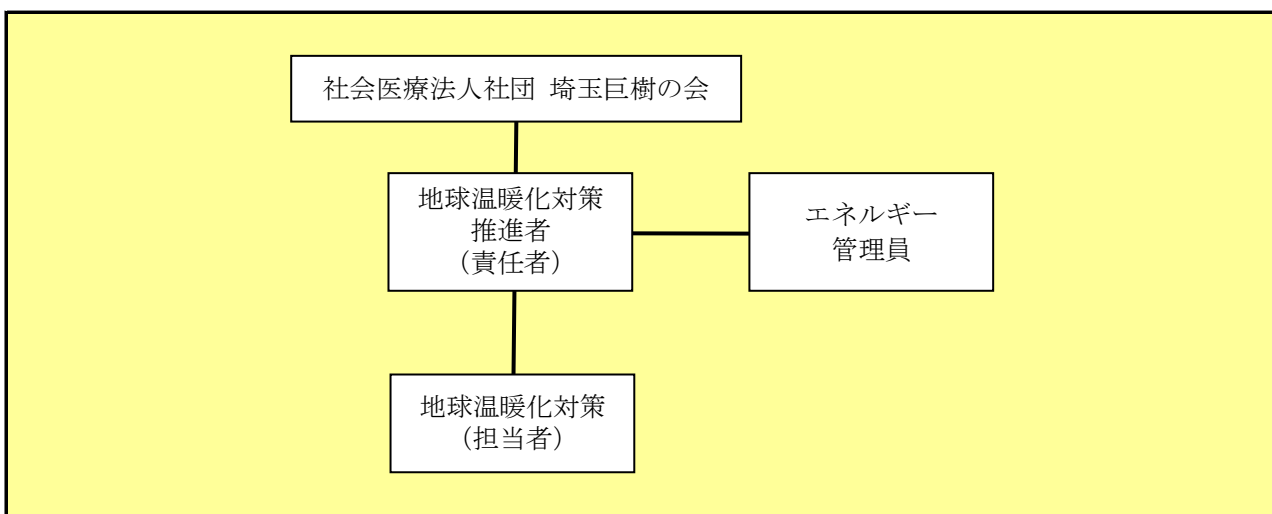 社会医療法人社団 埼玉巨樹の会
地球温暖化対策
推進者
（責任者）
エネルギー
管理員
地球温暖化対策
（担当者）